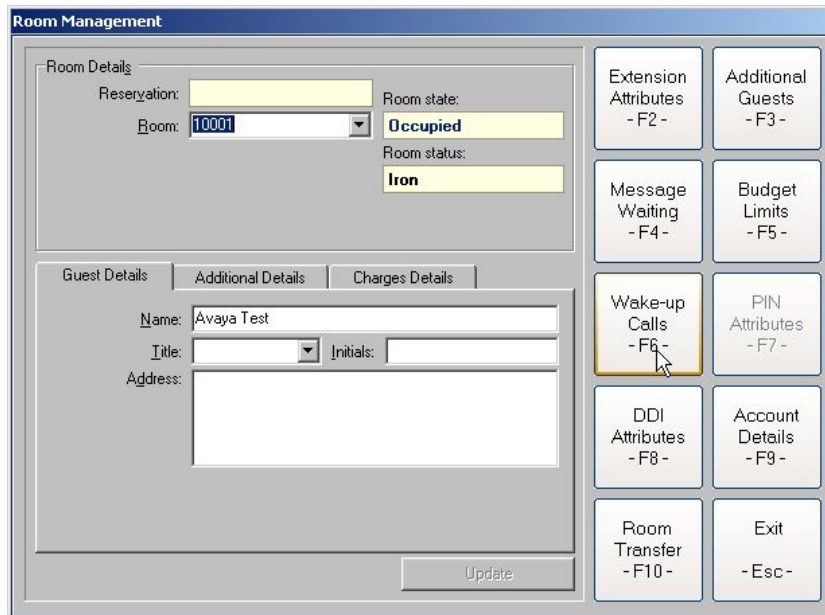 Room Management
Room Details
Reservation:
Room: 10001
Room state:
Occupied
Room status:
Iron
Guest Details Additional Details Charges Details
Name: Avaya Test
Title: Initials:
Address:
Update
Extension
Attributes
- F2 -
Additional
Guests
- F3 -
Message
Waiting
- F4 -
Budget
Limits
- F5 -
Wake-up
Calls
- F6 -
PIN
Attributes
- F7 -
DDI
Attributes
- F8 -
Account
Details
- F9 -
Room
Transfer
- F10 -
Exit
- Esc -